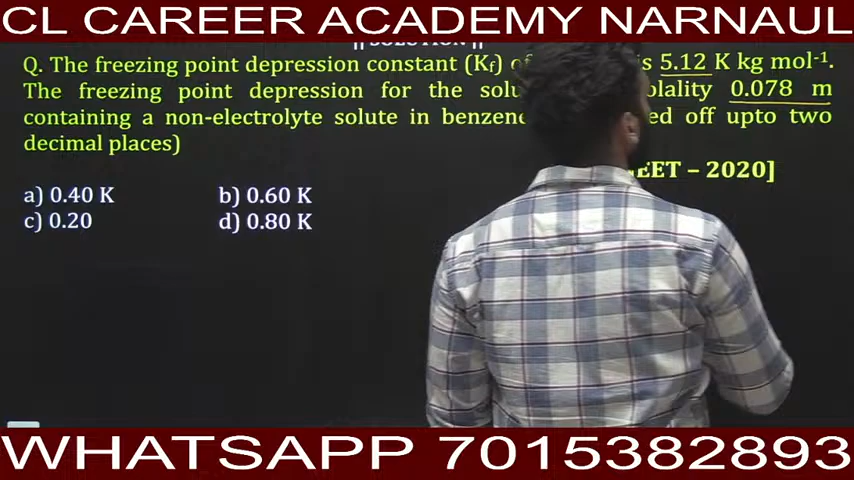 CL CAREER ACADEMY NARNAUL
|| SOLUTION ||
Q. The freezing point depression constant (Kf) of is 5.12 K kg mol-1.
The freezing point depression for the solu olality 0.078 m
containing a non-electrolyte solute in benzene ed off upto two
decimal places)
EET – 2020]
a) 0.40 K b) 0.60 K
c) 0.20 d) 0.80 K
WHATSAPP 7015382893